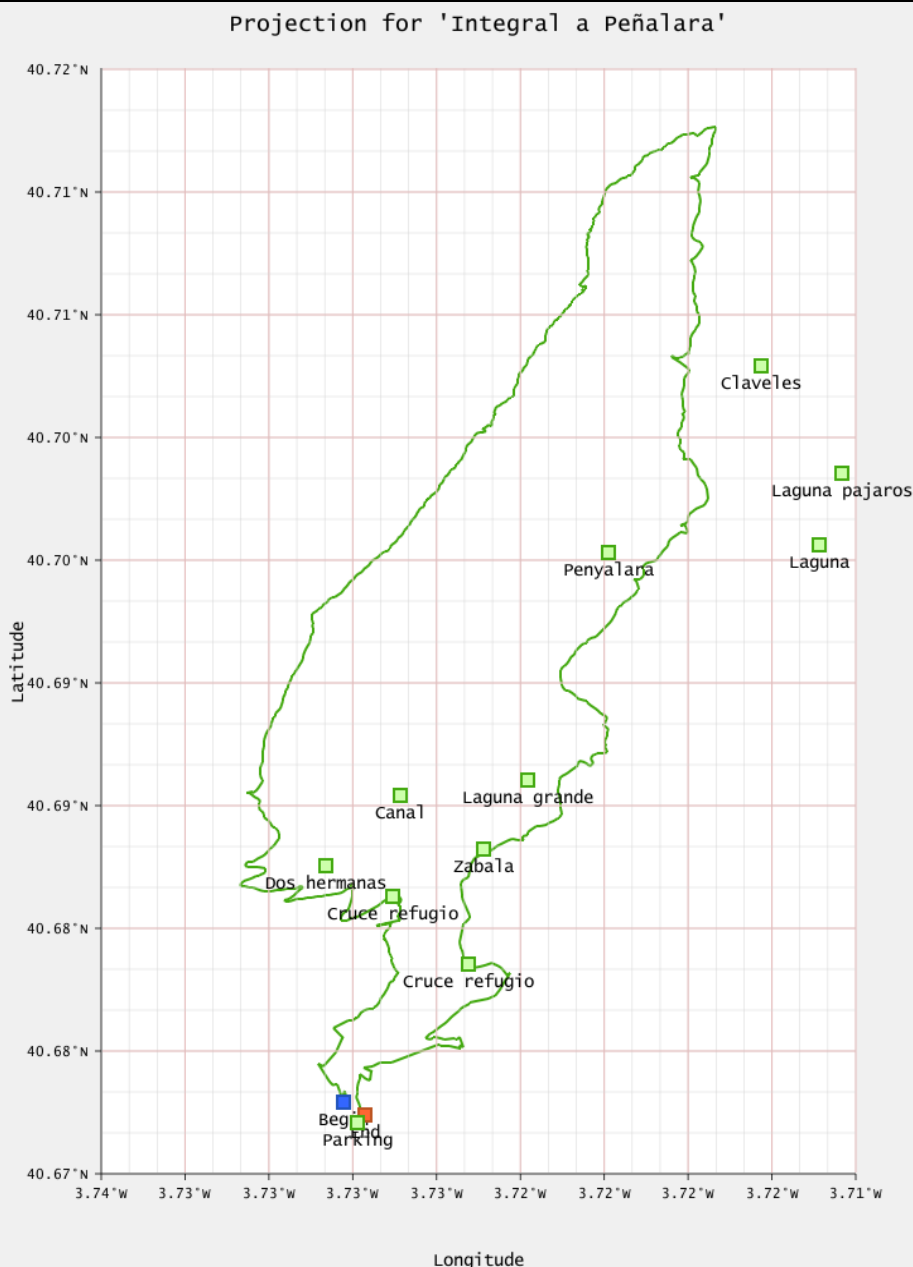 Projection for 'Integral a Peñalara'
40.72°N
40.71°N
40.71°N
Claveles
40.70°N
Laguna pajaros
40.70°N
Penyalara
Laguna
Latitude
40.69°N
40.69°N
Canal
Laguna grande
Zabala
Dos hermanas
Cruce refugio
40.68°N
Cruce refugio
40.68°N
Begin
End
Parking
40.67°N
3.74°W 3.73°W 3.73°W 3.73°W 3.73°W 3.72°W 3.72°W 3.72°W 3.72°W 3.71°W
Longitude